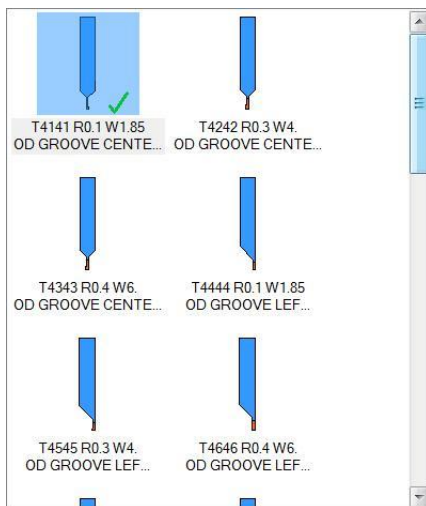 T4141 R0.1 W1.85
OD GROOVE CENTE...
T4242 R0.3 W4.
OD GROOVE CENTE...
T4343 R0.4 W6.
OD GROOVE CENTE...
T4444 R0.1 W1.85
OD GROOVE LEF...
T4545 R0.3 W4.
OD GROOVE LEF...
T4646 R0.4 W6.
OD GROOVE LEF...